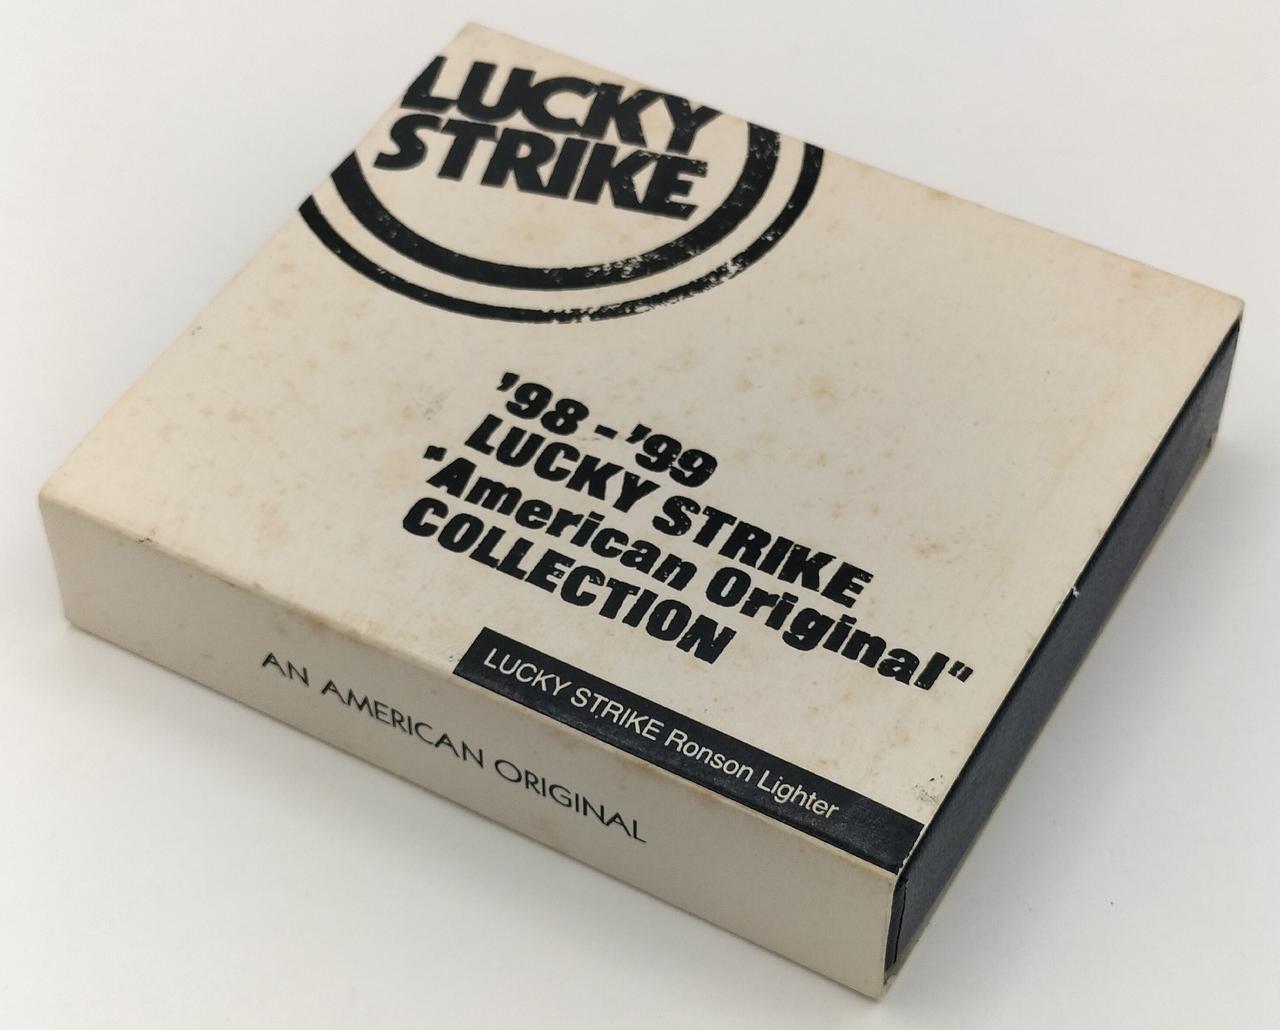 LUCKY
STRIKE
'98 - '99
LUCKY STRIKE
"American Original"
COLLECTION
LUCKY STRIKE Ronson Lighter
AN AMERICAN ORIGINAL